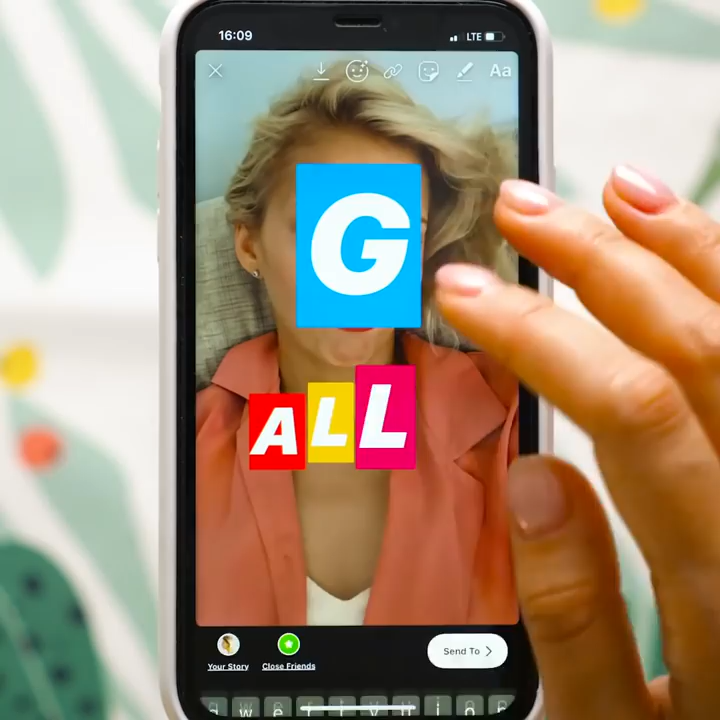 16:09
LTE
Aa
G
ALL
Your Story
Close Friends
Send To
q w e r t y u i o p